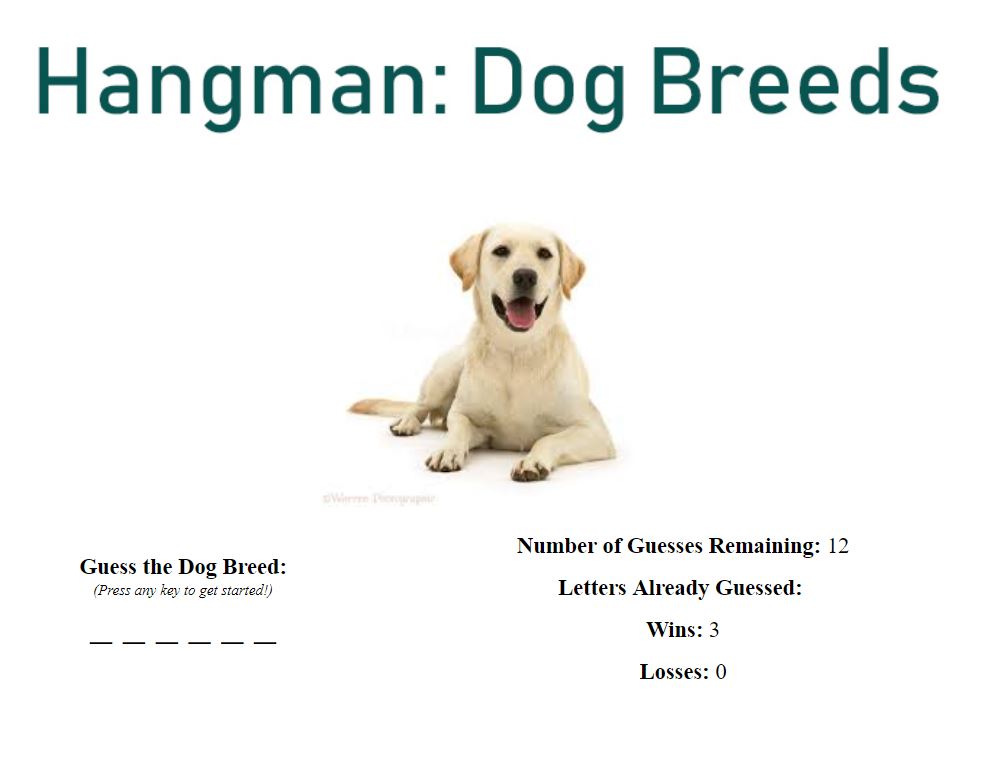 Hangman: Dog Breeds
©Warren Photographic
Guess the Dog Breed:
(Press any key to get started!)
_ _ _ _ _ _
Number of Guesses Remaining: 12
Letters Already Guessed:
Wins: 3
Losses: 0